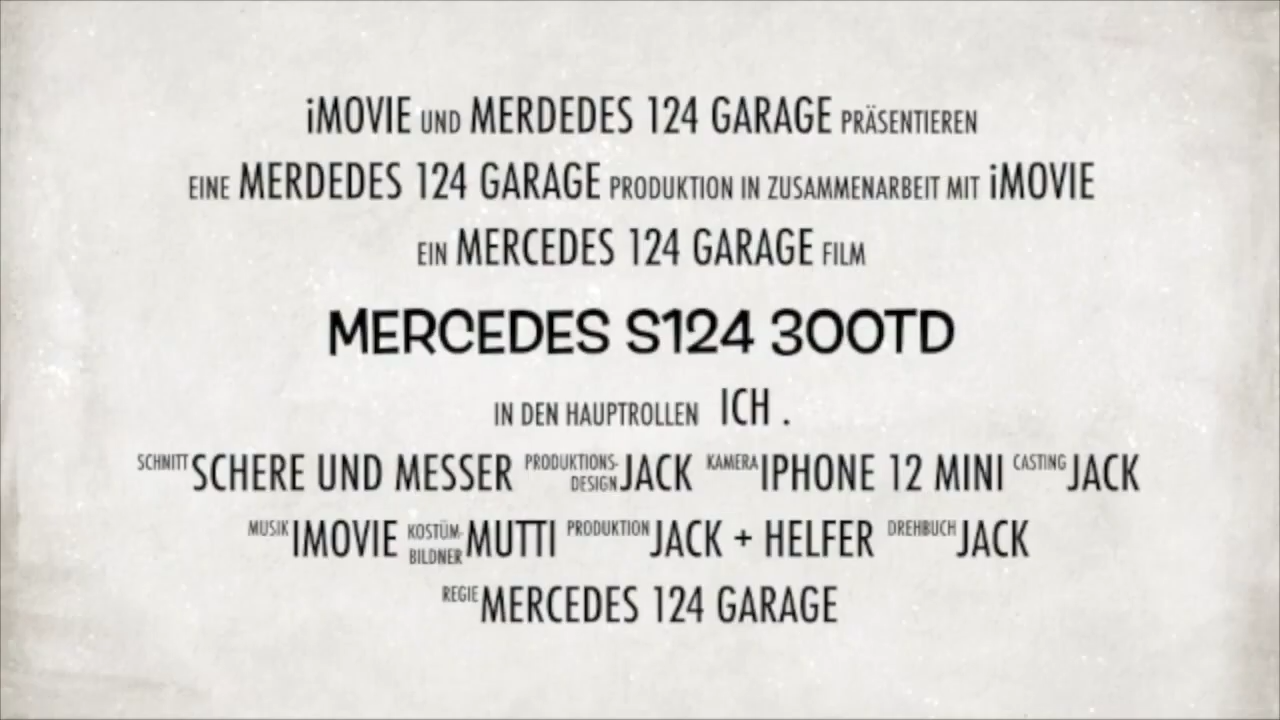 iMOVIE UND MERDEDES 124 GARAGE PRÄSENTIEREN
EINE MERDEDES 124 GARAGE PRODUKTION IN ZUSAMMENARBEIT MIT iMOVIE
EIN MERCEDES 124 GARAGE FILM
MERCEDES S124 300TD
IN DEN HAUPTROLLEN ICH .
SCHNITT SCHERE UND MESSER PRODUKTIONS-DESIGN JACK KAMERA IPHONE 12 MINI CASTING JACK
MUSIK IMOVIE KOSTÜM-BILDNER MUTTI PRODUKTION JACK + HELFER DREHBUCH JACK
REGIE MERCEDES 124 GARAGE